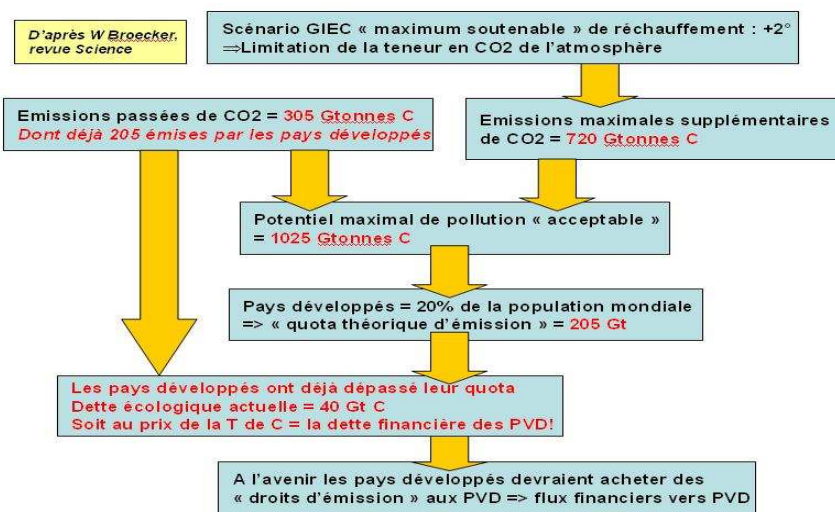 D'après W Broecker,
revue Science
Scénario GIEC « maximum soutenable » de réchauffement : +2°
⇒Limitation de la teneur en CO2 de l'atmosphère
Emissions passées de CO2 = 305 Gtonnes C
Dont déjà 205 émises par les pays développés
Emissions maximales supplémentaires
de CO2 = 720 Gtonnes C
Potentiel maximal de pollution « acceptable »
= 1025 Gtonnes C
Pays développés = 20% de la population mondiale
=> « quota théorique d'émission » = 205 Gt
Les pays développés ont déjà dépassé leur quota
Dette écologique actuelle = 40 Gt C
Soit au prix de la T de C = la dette financière des PVD!
A l'avenir les pays développés devraient acheter des
« droits d'émission » aux PVD => flux financiers vers PVD